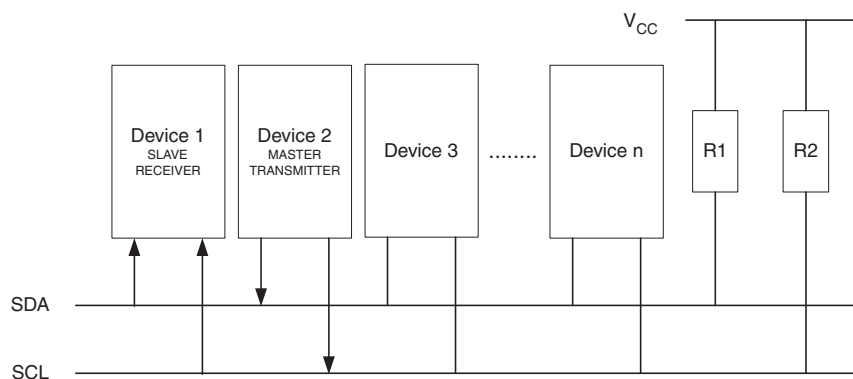 VCC
Device 1
SLAVE
RECEIVER
Device 2
MASTER
TRANSMITTER
Device 3
........
Device n
R1
R2
SDA
SCL